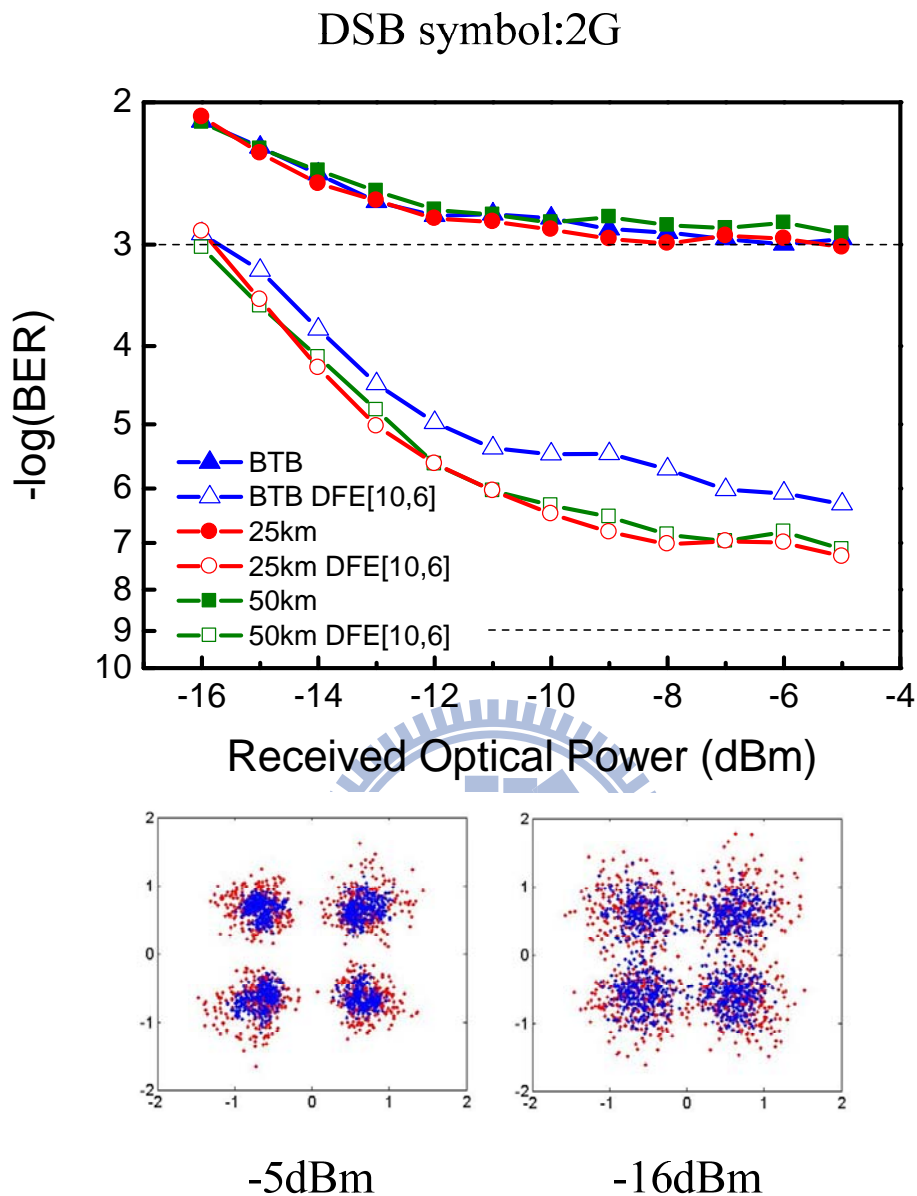 DSB symbol:2G
2
3
4
5
6
7
8
9
10
-log(BER)
BTB
BTB DFE[10,6]
25km
25km DFE[10,6]
50km
50km DFE[10,6]
-16 -14 -12 -10 -8 -6 -4
Received Optical Power (dBm)
2
1
0
-1
-2
-2 -1 0 1 2
2
1
0
-1
-2
-2 -1 0 1 2
-5dBm -16dBm